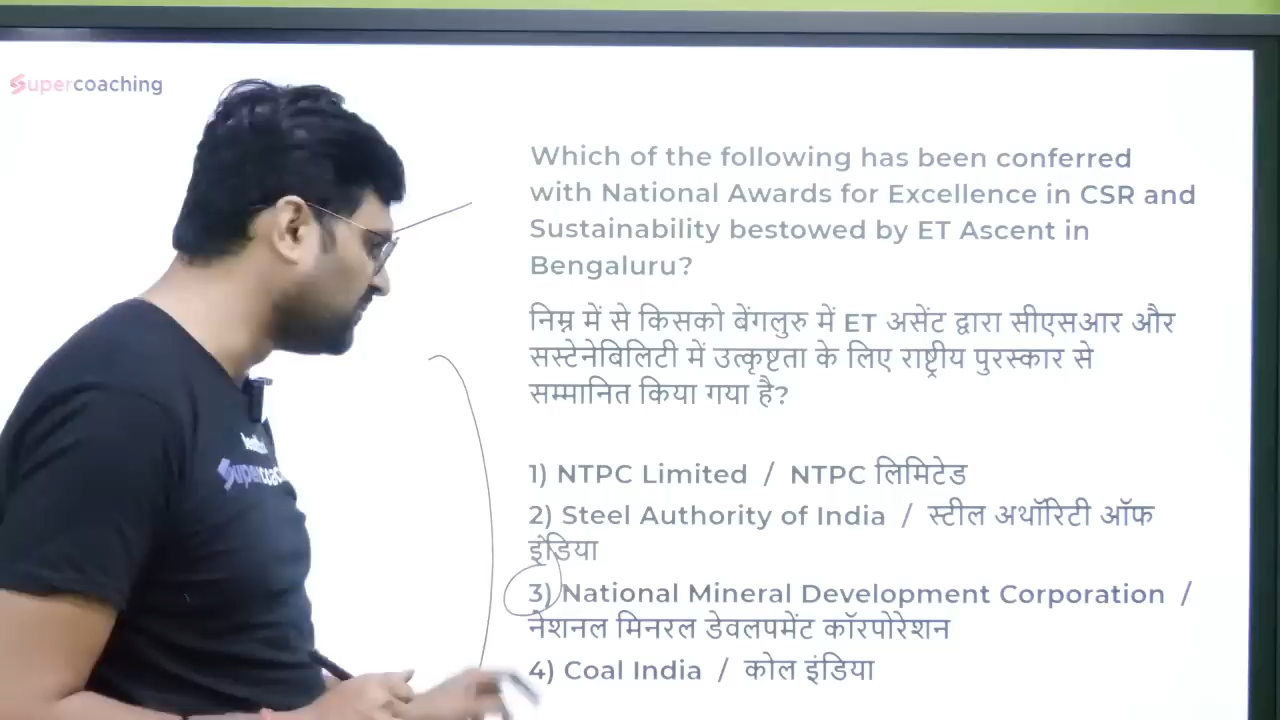 Supercoaching
Which of the following has been conferred
with National Awards for Excellence in CSR and
Sustainability bestowed by ET Ascent in
Bengaluru?
निम्न में से किसको बेंगलुरु में ET असेंट द्वारा सीएसआर और
सस्टेनेबिलिटी में उत्कृष्टता के लिए राष्ट्रीय पुरस्कार से
सम्मानित किया गया है?
1) NTPC Limited / NTPC लिमिटेड
2) Steel Authority of India / स्टील अथॉरिटी ऑफ
इंडिया
3) National Mineral Development Corporation /
नेशनल मिनरल डेवलपमेंट कॉरपोरेशन
4) Coal India / कोल इंडिया